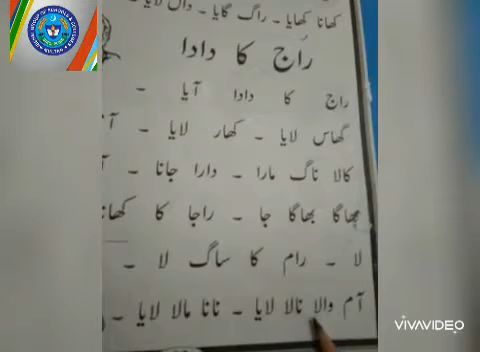 کھانا کھایا ۔ راگ گایا ۔ دال لایا ۔
راج کا دادا
راج کا دادا آیا ۔
گھاس لایا ۔ کھار لایا ۔
کالا ناگ مارا ۔ دارا جانا ۔
بھاگا بھاگا جا ۔ راجا کا کھانا
لا ۔ رام کا ساگ لا ۔
آم والا نالا لایا ۔ نانا مالا لایا ۔
VIVAVIDEO